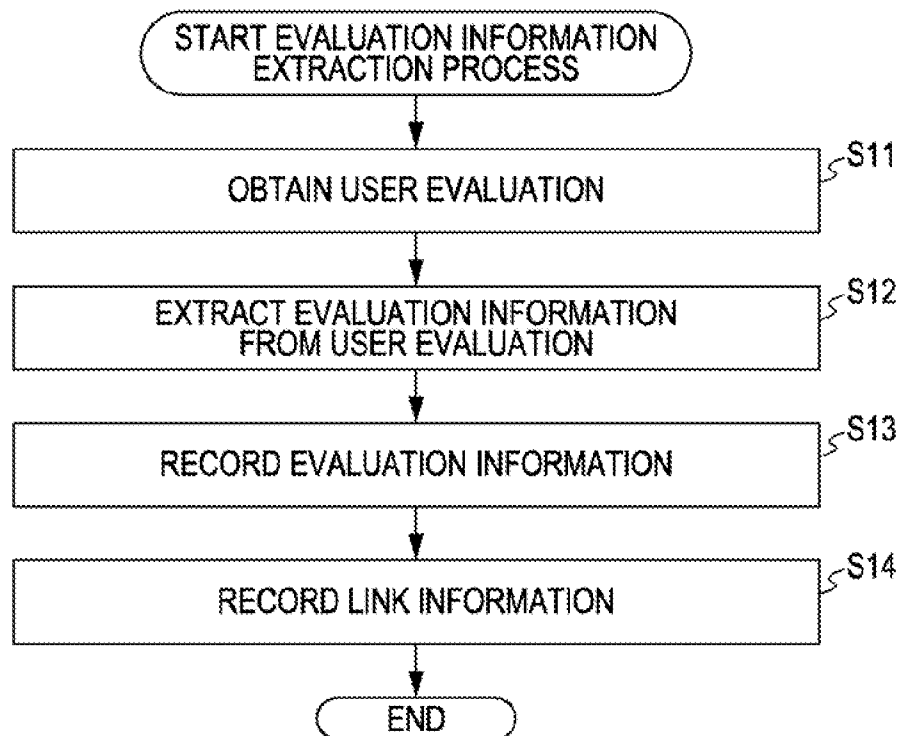 START EVALUATION INFORMATION
EXTRACTION PROCESS
S11
OBTAIN USER EVALUATION
S12
EXTRACT EVALUATION INFORMATION
FROM USER EVALUATION
S13
RECORD EVALUATION INFORMATION
S14
RECORD LINK INFORMATION
END